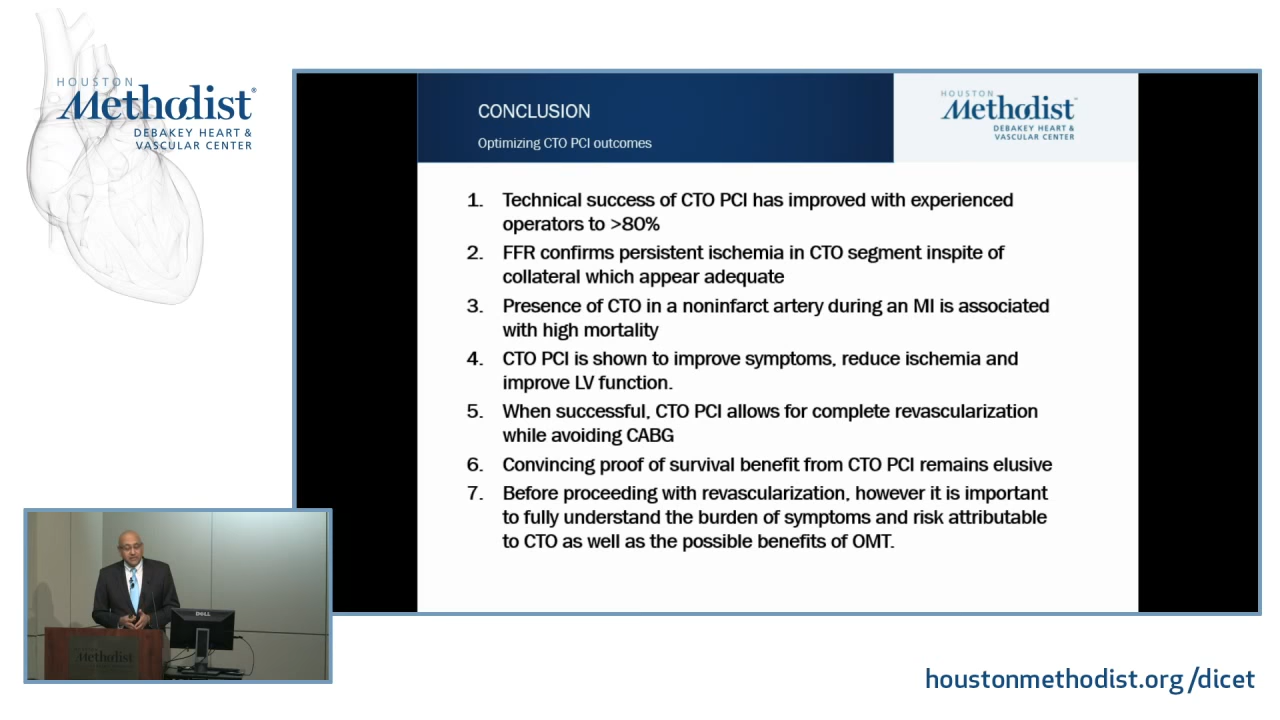 HOUSTON
Methodist®
DEBAKEY HEART &
VASCULAR CENTER
CONCLUSION
Optimizing CTO PCI outcomes
HOUSTON
Methodist
DEBAKEY HEART &
VASCULAR CENTER
1. Technical success of CTO PCI has improved with experienced
operators to >80%
2. FFR confirms persistent ischemia in CTO segment inspite of
collateral which appear adequate
3. Presence of CTO in a noninfarct artery during an MI is associated
with high mortality
4. CTO PCI is shown to improve symptoms, reduce ischemia and
improve LV function.
5. When successful, CTO PCI allows for complete revascularization
while avoiding CABG
6. Convincing proof of survival benefit from CTO PCI remains elusive
7. Before proceeding with revascularization, however it is important
to fully understand the burden of symptoms and risk attributable
to CTO as well as the possible benefits of OMT.
DELL
Methodist
houstonmethodist.org/dicet